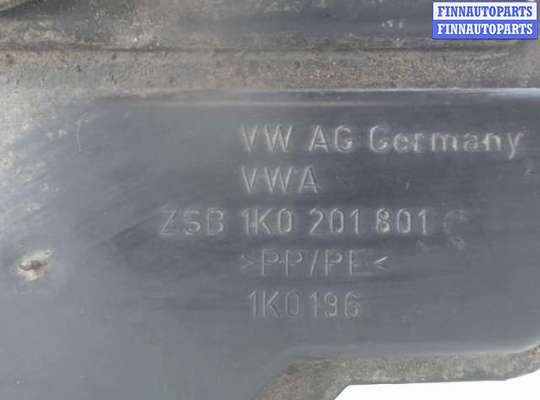 FINNAUTOPARTS
FINNAUTOPARTS
VW AG Germany
VWA
ZSB 1K0 201 801 C
>PP/PE<
1K0196